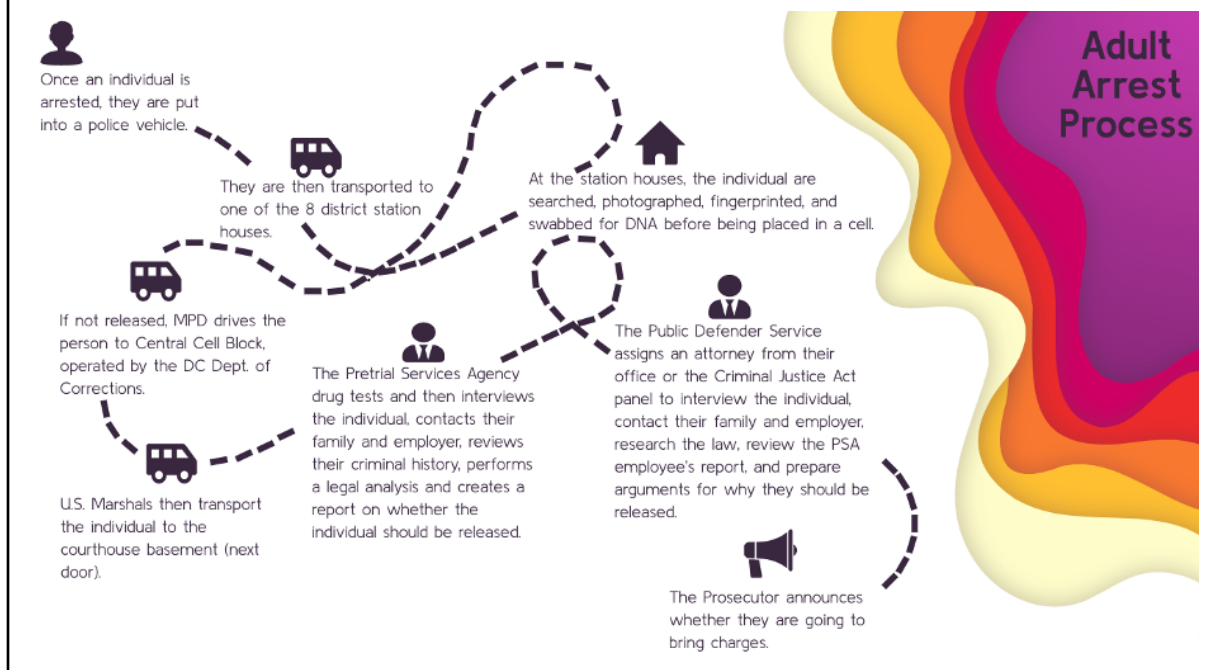 Adult
Arrest
Process
Once an individual is
arrested, they are put
into a police vehicle.
They are then transported to
one of the 8 district station
houses.
At the station houses, the individual are
searched, photographed, fingerprinted, and
swabbed for DNA before being placed in a cell.
If not released, MPD drives the
person to Central Cell Block,
operated by the DC Dept. of
Corrections.
U.S. Marshals then transport
the individual to the
courthouse basement (next
door).
The Pretrial Services Agency
drug tests and then interviews
the individual, contacts their
family and employer, reviews
their criminal history, performs
a legal analysis and creates a
report on whether the
individual should be released.
The Public Defender Service
assigns an attorney from their
office or the Criminal Justice Act
panel to interview the individual,
contact their family and employer,
research the law, review the PSA
employee's report, and prepare
arguments for why they should be
released.
The Prosecutor announces
whether they are going to
bring charges.